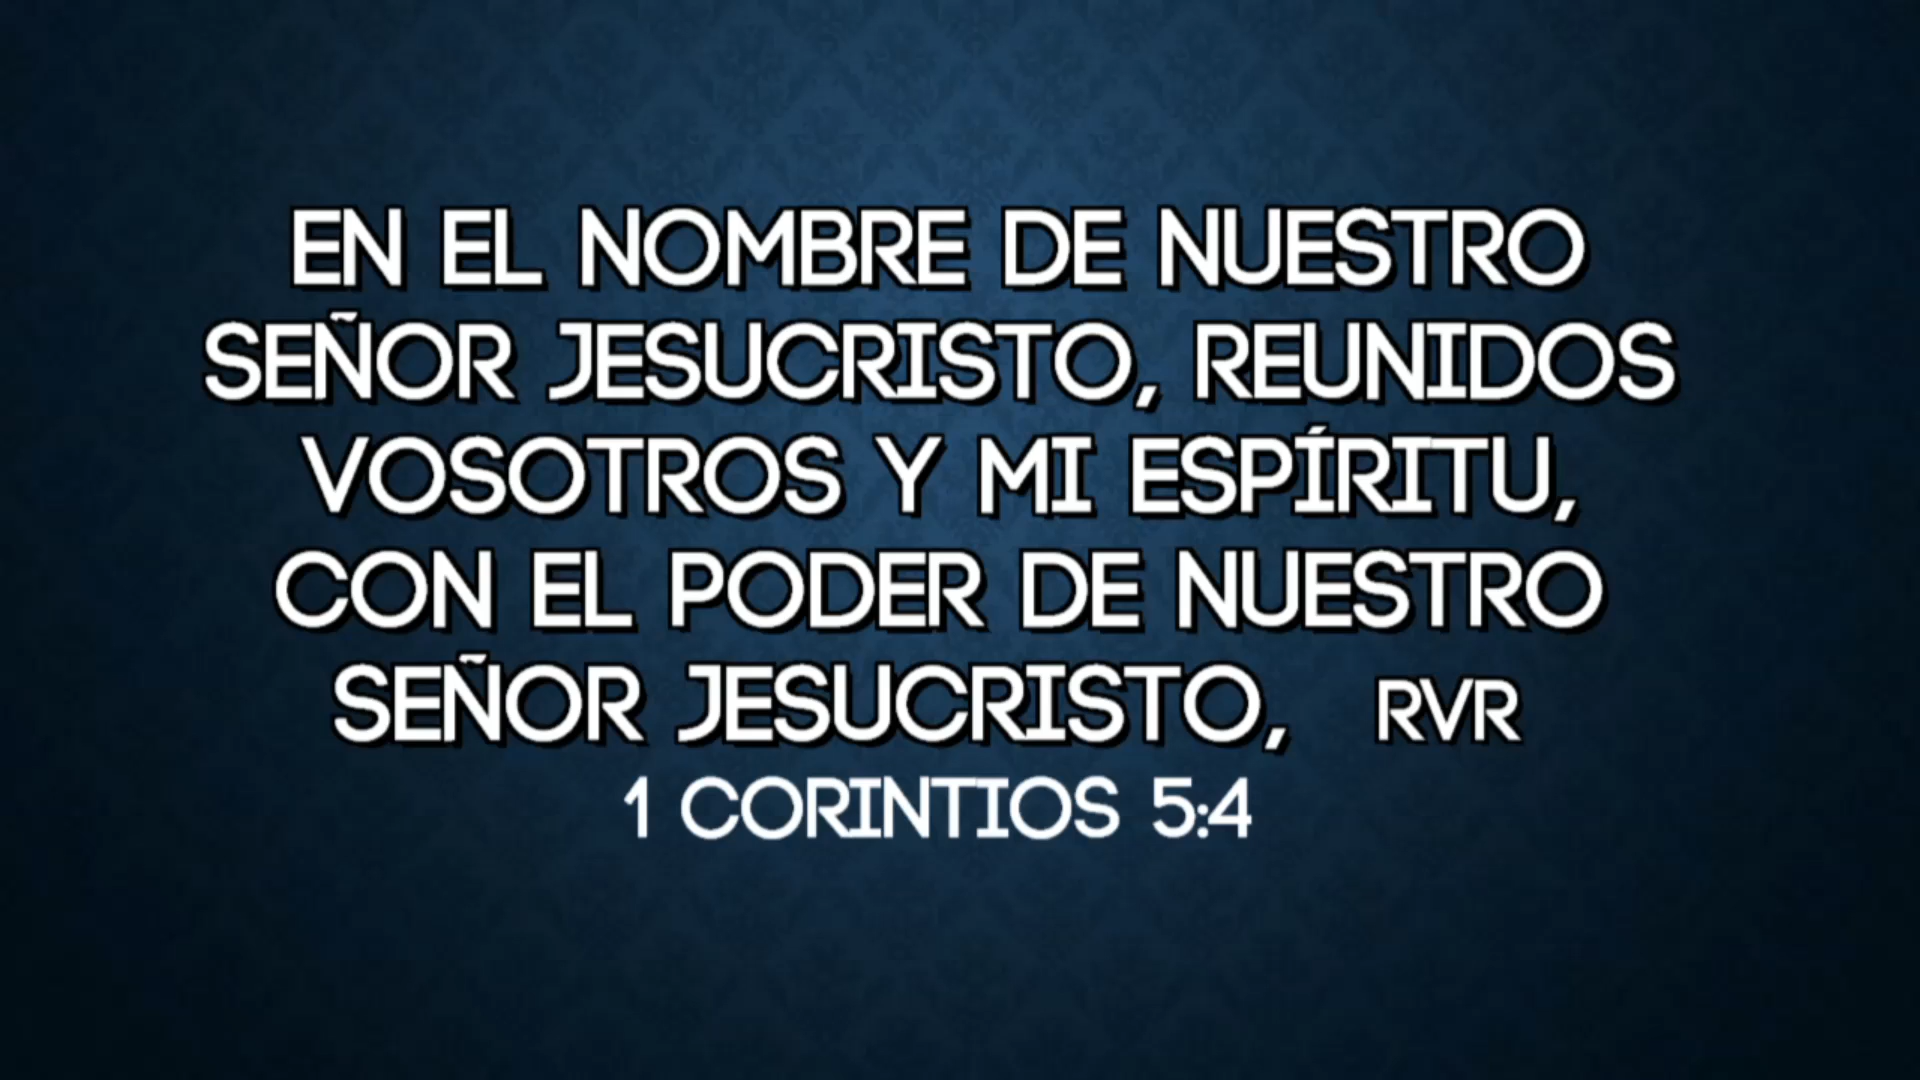 EN EL NOMBRE DE NUESTRO
SEÑOR JESUCRISTO, REUNIDOS
VOSOTROS Y MI ESPÍRITU,
CON EL PODER DE NUESTRO
SEÑOR JESUCRISTO, RVR
1 CORINTIOS 5:4